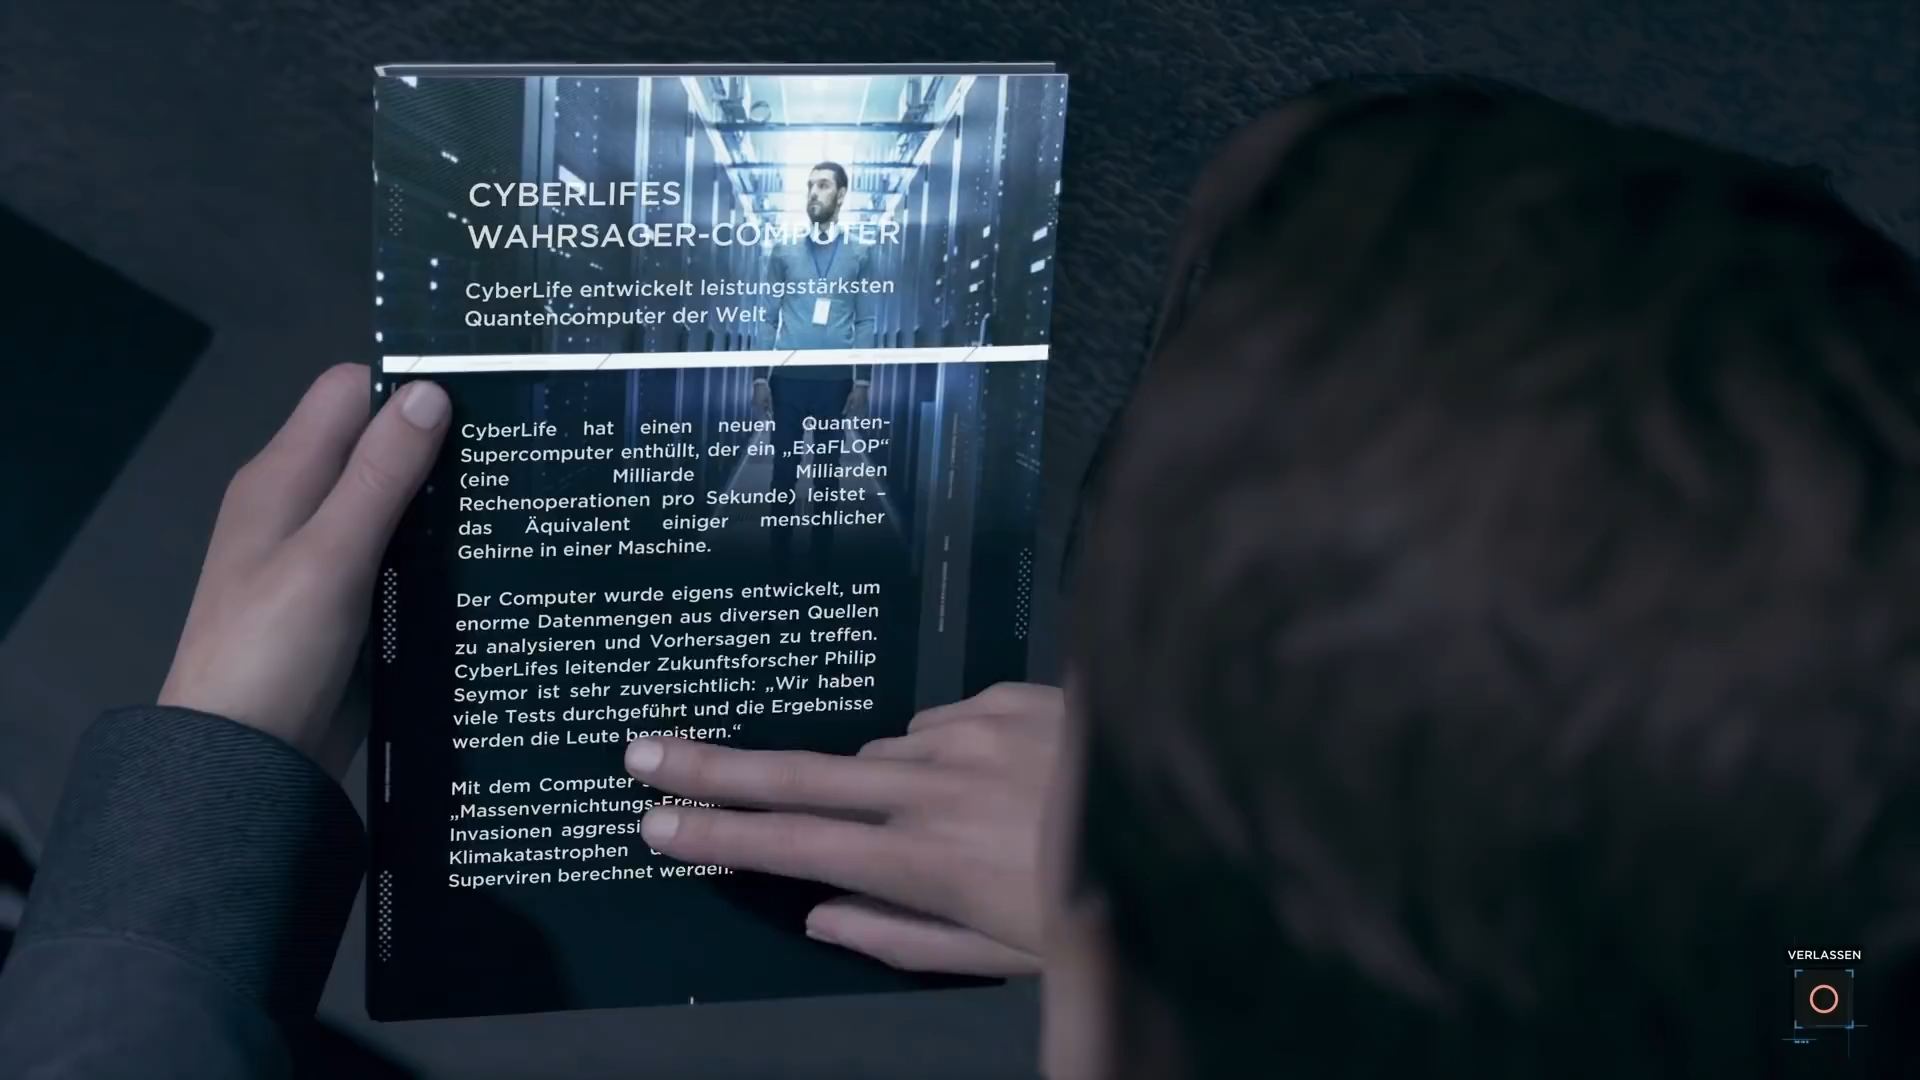 CYBERLIFES
WAHRSAGER-COMPUTER
CyberLife entwickelt leistungsstärksten
Quantencomputer der Welt
CyberLife hat einen neuen Quanten-
Supercomputer enthüllt, der ein „ExaFLOP“
(eine Milliarde Milliarden
Rechenoperationen pro Sekunde) leistet –
das Äquivalent einiger menschlicher
Gehirne in einer Maschine.
Der Computer wurde eigens entwickelt, um
enorme Datenmengen aus diversen Quellen
zu analysieren und Vorhersagen zu treffen.
CyberLifes leitender Zukunftsforscher Philip
Seymor ist sehr zuversichtlich: „Wir haben
viele Tests durchgeführt und die Ergebnisse
werden die Leute begeistern.“
Mit dem Computer
„Massenvernichtungs-
Invasionen
Klimakatastrophen
Superviren berechnet werden.
VERLASSEN